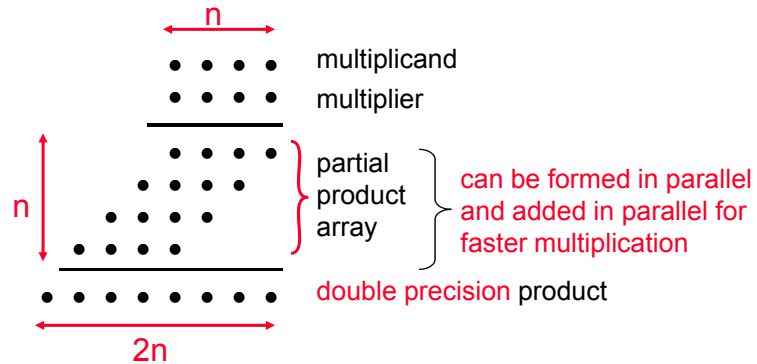 n
multiplicand
multiplier
n
partial
product
array
can be formed in parallel
and added in parallel for
faster multiplication
double precision product
2n